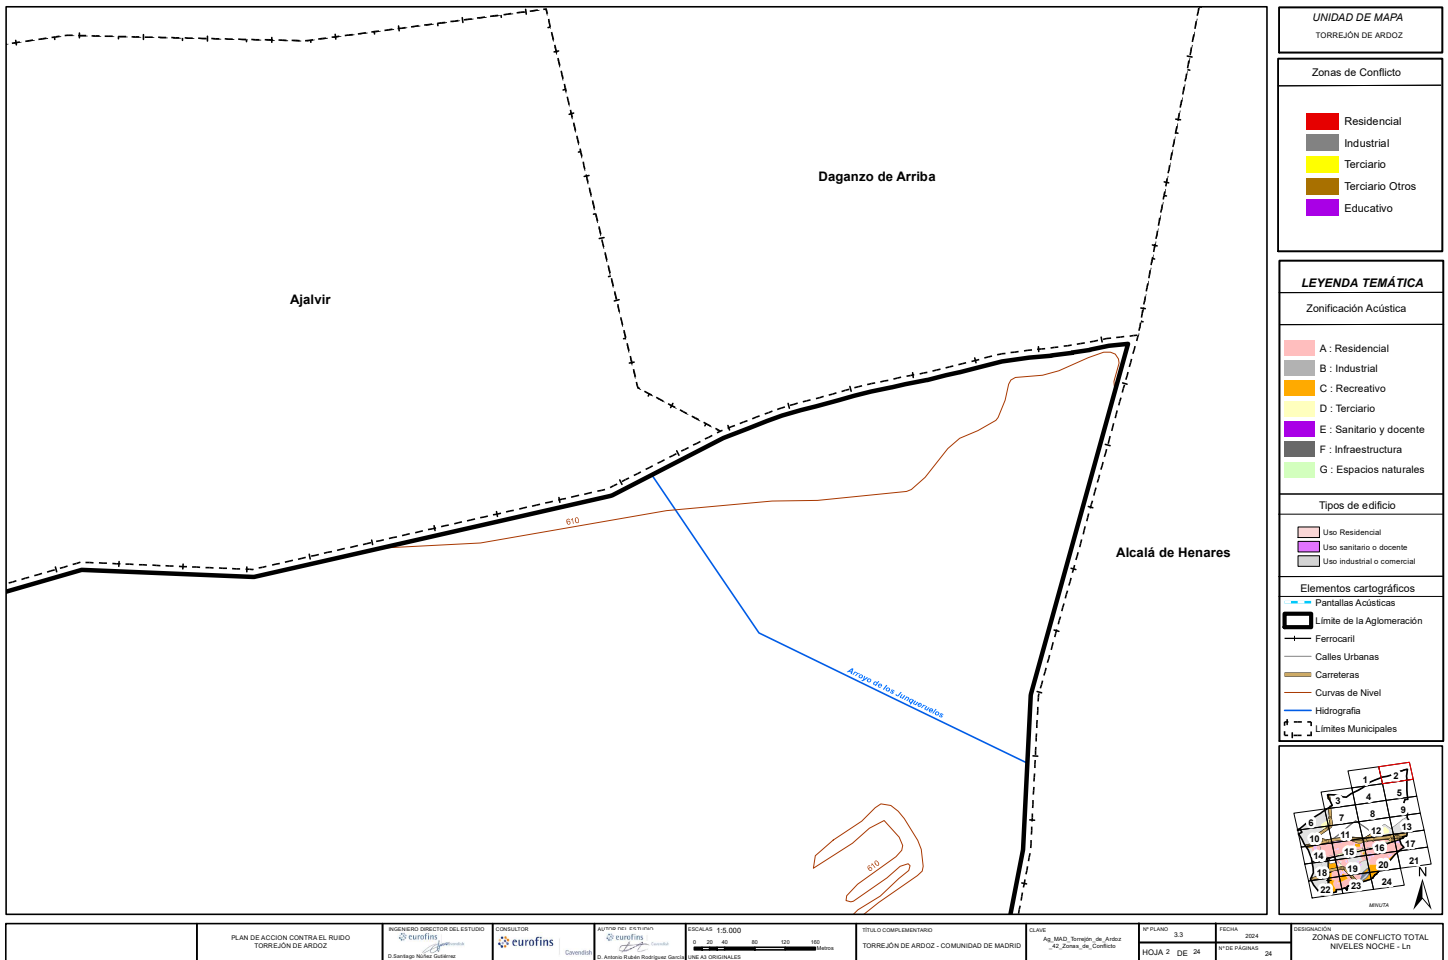 Daganzo de Arriba
Ajalvir
610
Alcalá de Henares
Arroyo de los Junqueruelos
610
UNIDAD DE MAPA
TORREJÓN DE ARDOZ
Zonas de Conflicto
Residencial
Industrial
Terciario
Terciario Otros
Educativo
LEYENDA TEMÁTICA
Zonificación Acústica
A : Residencial
B : Industrial
C : Recreativo
D : Terciario
E : Sanitario y docente
F : Infraestructura
G : Espacios naturales
Tipos de edificio
Uso Residencial
Uso sanitario o docente
Uso industrial o comercial
Elementos cartográficos
Pantallas Acústicas
Límite de la Aglomeración
Ferrocaril
Calles Urbanas
Carreteras
Curvas de Nivel
Hidrografia
Límites Municipales
1 2
3 4 5
6 7 8 9
10 11 12 13
14 15 16 17
18 19 20 21
22 23 24
N
MINUTA
PLAN DE ACCION CONTRA EL RUIDO
TORREJÓN DE ARDOZ
INGENIERO DIRECTOR DEL ESTUDIO
eurofins
Cavendish
D.Santiago Núñez Gutiérrez
CONSULTOR
eurofins
Cavendish
AUTOR DEL ESTUDIO
eurofins
Cavendish
D. Antonio Rubén Rodríguez García
ESCALAS 1:5.000
0 20 40 80 120 160
Metros
UNE A3 ORIGINALES
TÍTULO COMPLEMENTARIO
TORREJÓN DE ARDOZ - COMUNIDAD DE MADRID
CLAVE
Ag_MAD_Torrejón_de_Ardoz
_42_Zonas_de_Conflicto
Nº PLANO 3.3
HOJA 2 DE 24
FECHA 2024
Nº DE PÁGINAS 24
DESIGNACIÓN
ZONAS DE CONFLICTO TOTAL
NIVELES NOCHE - Ln